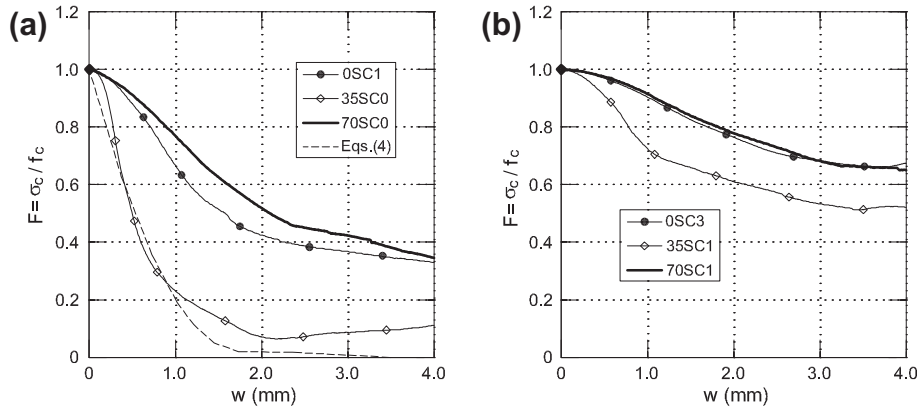 (a)
1.2
1.0
0.8
0.6
0.4
0.2
0
F = σc / fc
0SC1
35SC0
70SC0
Eqs.(4)
0 1.0 2.0 3.0 4.0
w (mm)
(b)
1.2
1.0
0.8
0.6
0.4
0.2
0
F = σc / fc
0SC3
35SC1
70SC1
0 1.0 2.0 3.0 4.0
w (mm)